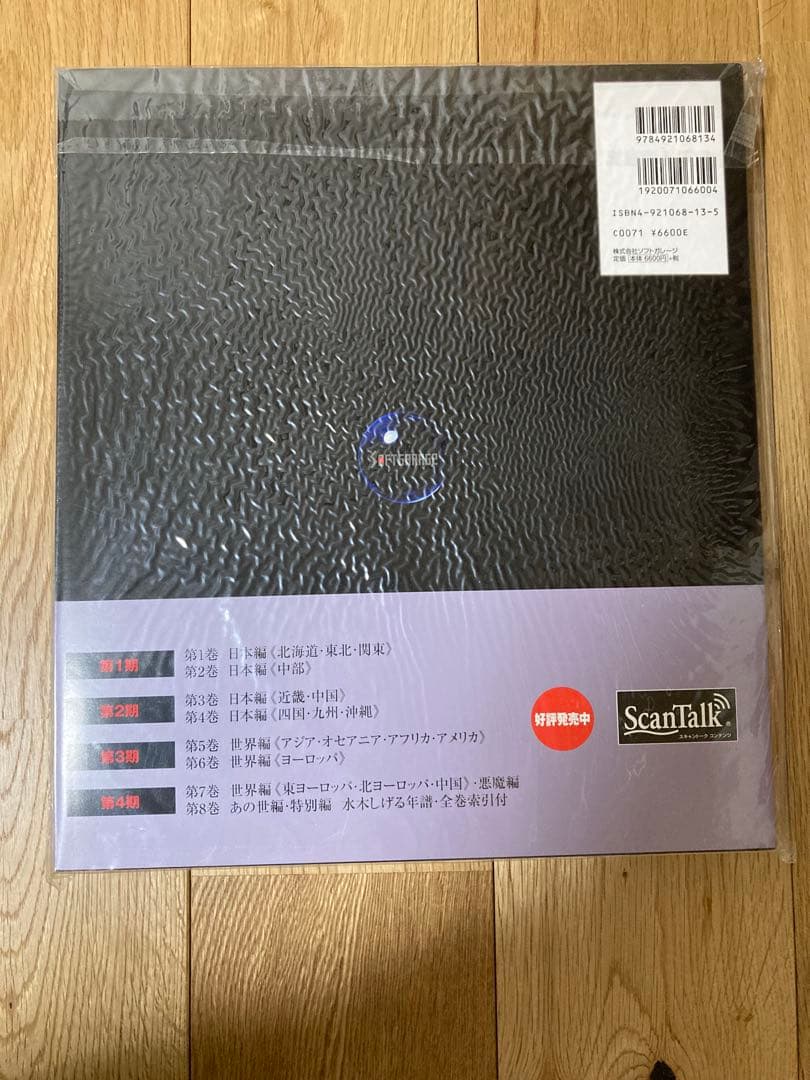 9784921068134
1920071066004
ISBN4-921068-13-5
C0071 ¥6600E
株式会社ソフトガレージ
定価 本体 6600円 +税
SOFTGARAGE
第1期
第1巻 日本編《北海道・東北・関東》
第2巻 日本編《中部》
第2期
第3巻 日本編《近畿・中国》
第4巻 日本編《四国・九州・沖縄》
第3期
第5巻 世界編《アジア・オセアニア・アフリカ・アメリカ》
第6巻 世界編《ヨーロッパ》
第4期
第7巻 世界編《東ヨーロッパ・北ヨーロッパ・中国》・悪魔編
第8巻 あの世編・特別編 水木しげる年譜・全巻索引付
好評発売中
ScanTalk®
スキャントーク コンテンツ